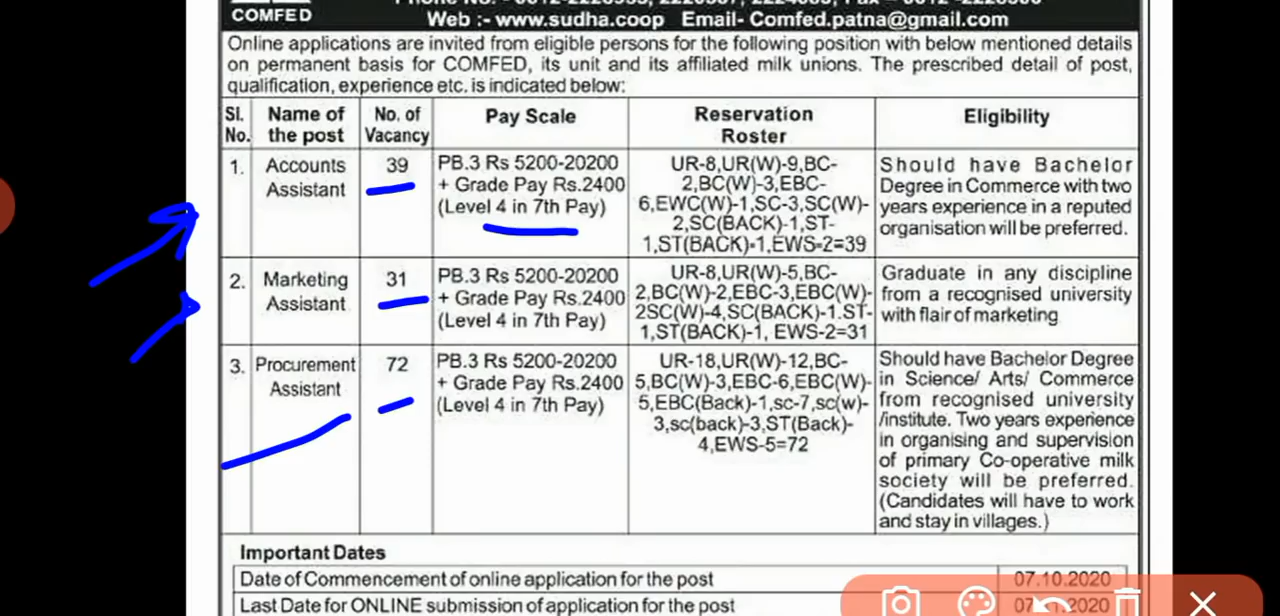 COMFED
Web :- www.sudha.coop Email- Comfed.patna@gmail.com
Online applications are invited from eligible persons for the following position with below mentioned details
on permanent basis for COMFED, its unit and its affiliated milk unions. The prescribed detail of post,
qualification, experience etc. is indicated below:
Sl. No.
Name of the post
No. of Vacancy
Pay Scale
Reservation Roster
Eligibility
1.
Accounts
Assistant
39
PB.3 Rs 5200-20200
+ Grade Pay Rs.2400
(Level 4 in 7th Pay)
UR-8,UR(W)-9,BC-
2,BC(W)-3,EBC-
6,EWC(W)-1,SC-3,SC(W)-
2,SC(BACK)-1,ST-
1,ST(BACK)-1,EWS-2=39
Should have Bachelor
Degree in Commerce with two
years experience in a reputed
organisation will be preferred.
2.
Marketing
Assistant
31
PB.3 Rs 5200-20200
+ Grade Pay Rs.2400
(Level 4 in 7th Pay)
UR-8,UR(W)-5,BC-
2,BC(W)-2,EBC-3,EBC(W)-
2SC(W)-4,SC(BACK)-1.ST-
1,ST(BACK)-1, EWS-2=31
Graduate in any discipline
from a recognised university
with flair of marketing
3.
Procurement
Assistant
72
PB.3 Rs 5200-20200
+ Grade Pay Rs.2400
(Level 4 in 7th Pay)
UR-18,UR(W)-12,BC-
5,BC(W)-3,EBC-6,EBC(W)-
5,EBC(Back)-1,sc-7,sc(w)-
3,sc(back)-3,ST(Back)-
4,EWS-5=72
Should have Bachelor Degree
in Science/ Arts/ Commerce
from recognised university
/institute. Two years experience
in organising and supervision
of primary Co-operative milk
society will be preferred.
(Candidates will have to work
and stay in villages.)
Important Dates
Date of Commencement of online application for the post
07.10.2020
Last Date for ONLINE submission of application for the post